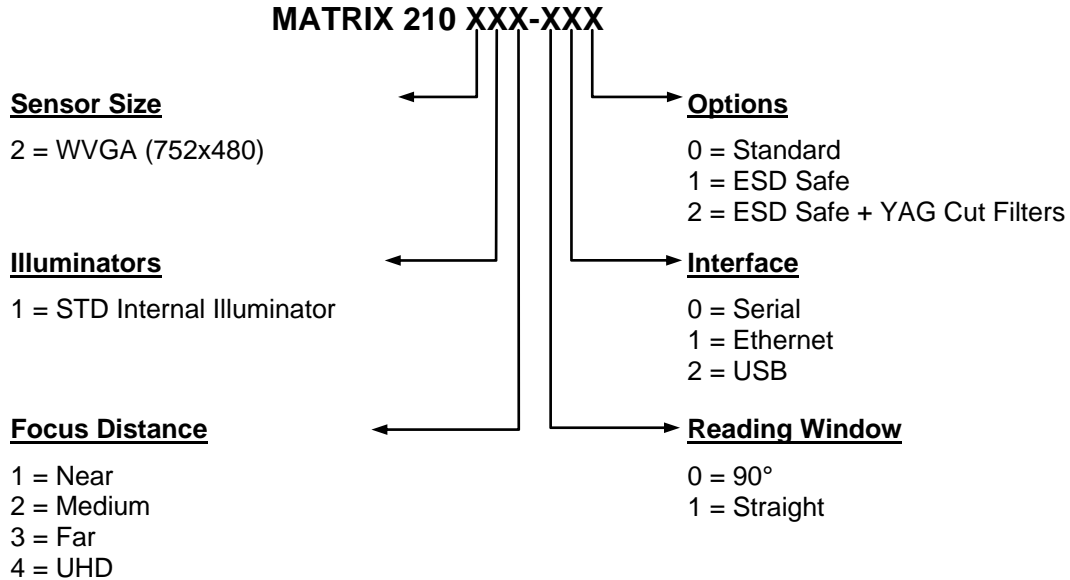 MATRIX 210 XXX-XXX
Sensor Size
2 = WVGA (752x480)
Options
0 = Standard
1 = ESD Safe
2 = ESD Safe + YAG Cut Filters
Illuminators
1 = STD Internal Illuminator
Interface
0 = Serial
1 = Ethernet
2 = USB
Focus Distance
1 = Near
2 = Medium
3 = Far
4 = UHD
Reading Window
0 = 90°
1 = Straight